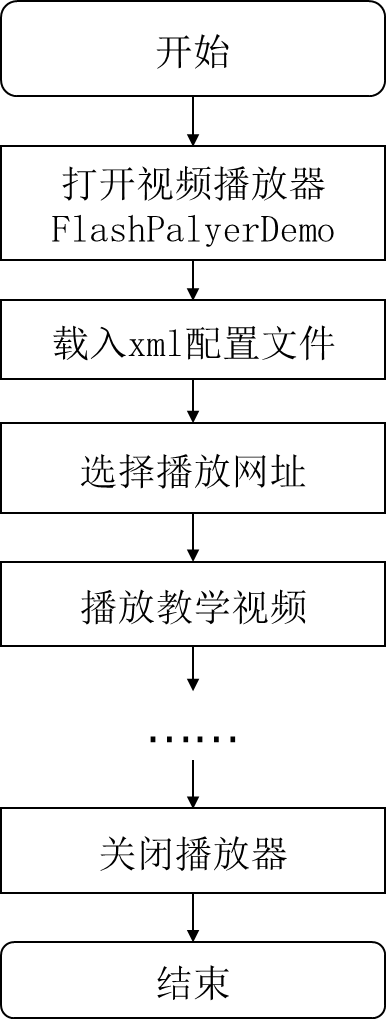 开始
打开视频播放器
FlashPalyerDemo
载入xml配置文件
选择播放网址
播放教学视频
……
关闭播放器
结束